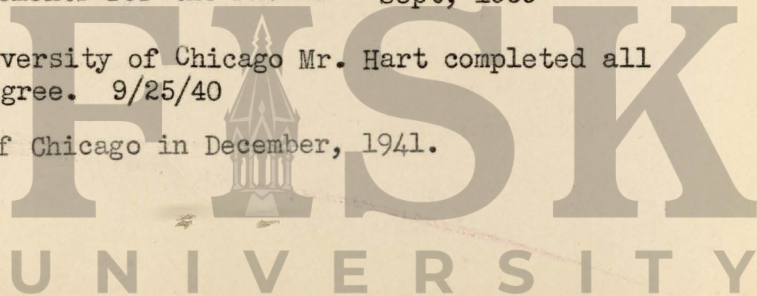 sept, 1939
versity of Chicago Mr. Hart completed all
gree. 9/25/40
f Chicago in December, 1941.
FISK
UNIVERSITY